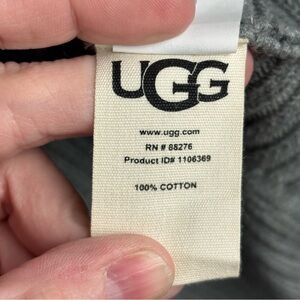 UGG
www.ugg.com
RN # 88276
Product ID# 1106369
100% COTTON